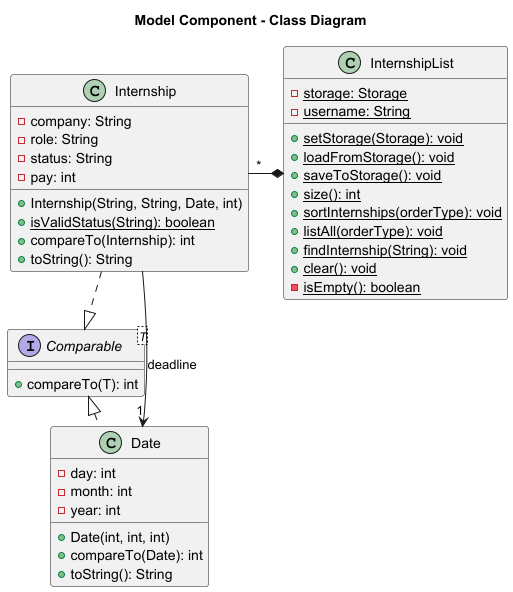 Model Component - Class Diagram
C Internship
company: String
role: String
status: String
pay: int
Internship(String, String, Date, int)
isValidStatus(String): boolean
compareTo(Internship): int
toString(): String
*
C InternshipList
storage: Storage
username: String
setStorage(Storage): void
loadFromStorage(): void
saveToStorage(): void
size(): int
sortInternships(orderType): void
listAll(orderType): void
findInternship(String): void
clear(): void
isEmpty(): boolean
I Comparable
T
compareTo(T): int
deadline
1
C Date
day: int
month: int
year: int
Date(int, int, int)
compareTo(Date): int
toString(): String